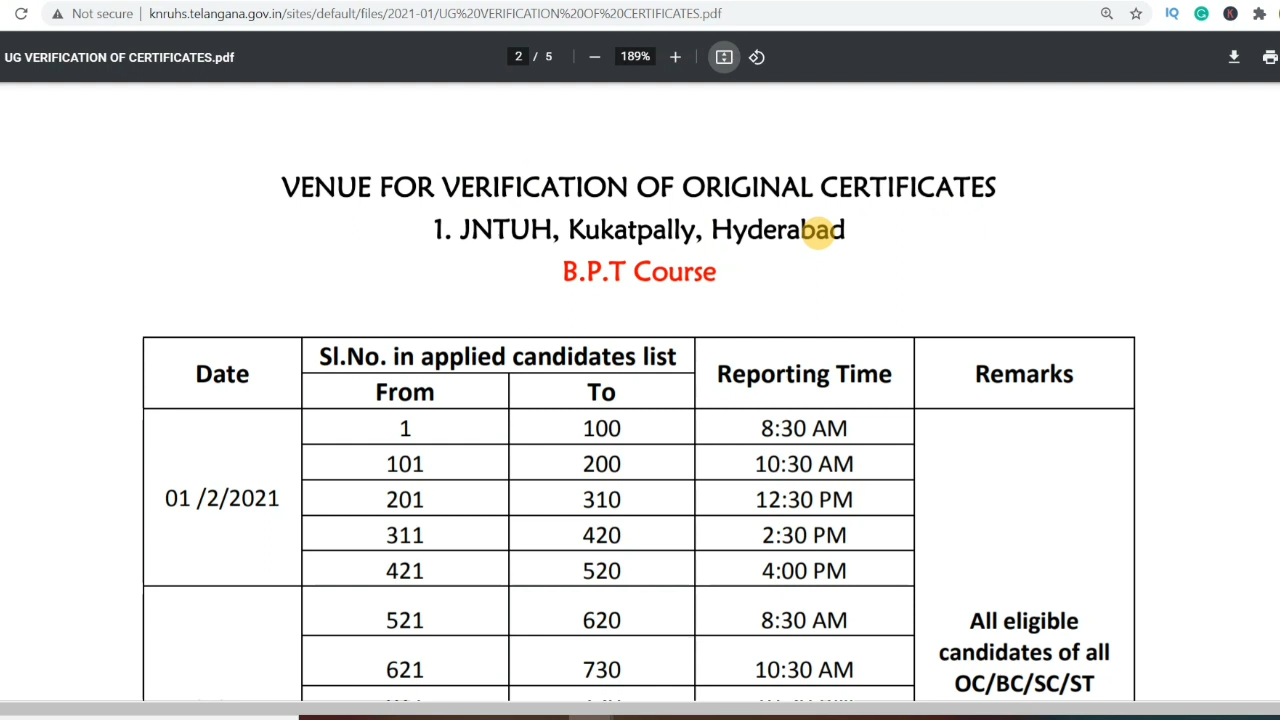 Not secure | knruhs.telangana.gov.in/sites/default/files/2021-01/UG%20VERIFICATION%20OF%20CERTIFICATES.pdf
IQ G K
UG VERIFICATION OF CERTIFICATES.pdf 2 / 5 189%
VENUE FOR VERIFICATION OF ORIGINAL CERTIFICATES
1. JNTUH, Kukatpally, Hyderabad
B.P.T Course
Date Sl.No. in applied candidates list Reporting Time Remarks
From To
1 100 8:30 AM
101 200 10:30 AM
01 /2/2021 201 310 12:30 PM
311 420 2:30 PM
421 520 4:00 PM
521 620 8:30 AM All eligible
candidates of all
621 730 10:30 AM OC/BC/SC/ST